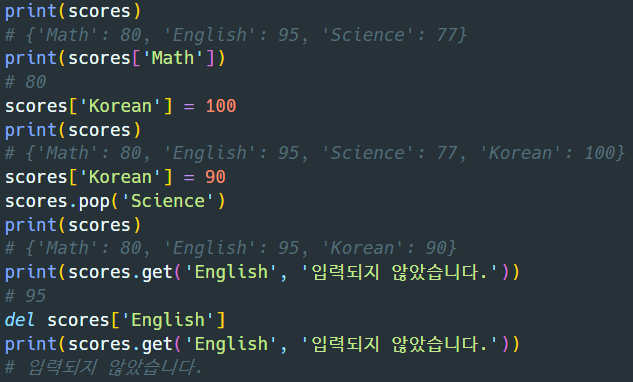 print(scores)
# {'Math': 80, 'English': 95, 'Science': 77}
print(scores['Math'])
# 80
scores['Korean'] = 100
print(scores)
# {'Math': 80, 'English': 95, 'Science': 77, 'Korean': 100}
scores['Korean'] = 90
scores.pop('Science')
print(scores)
# {'Math': 80, 'English': 95, 'Korean': 90}
print(scores.get('English', '입력되지 않았습니다.'))
# 95
del scores['English']
print(scores.get('English', '입력되지 않았습니다.'))
# 입력되지 않았습니다.